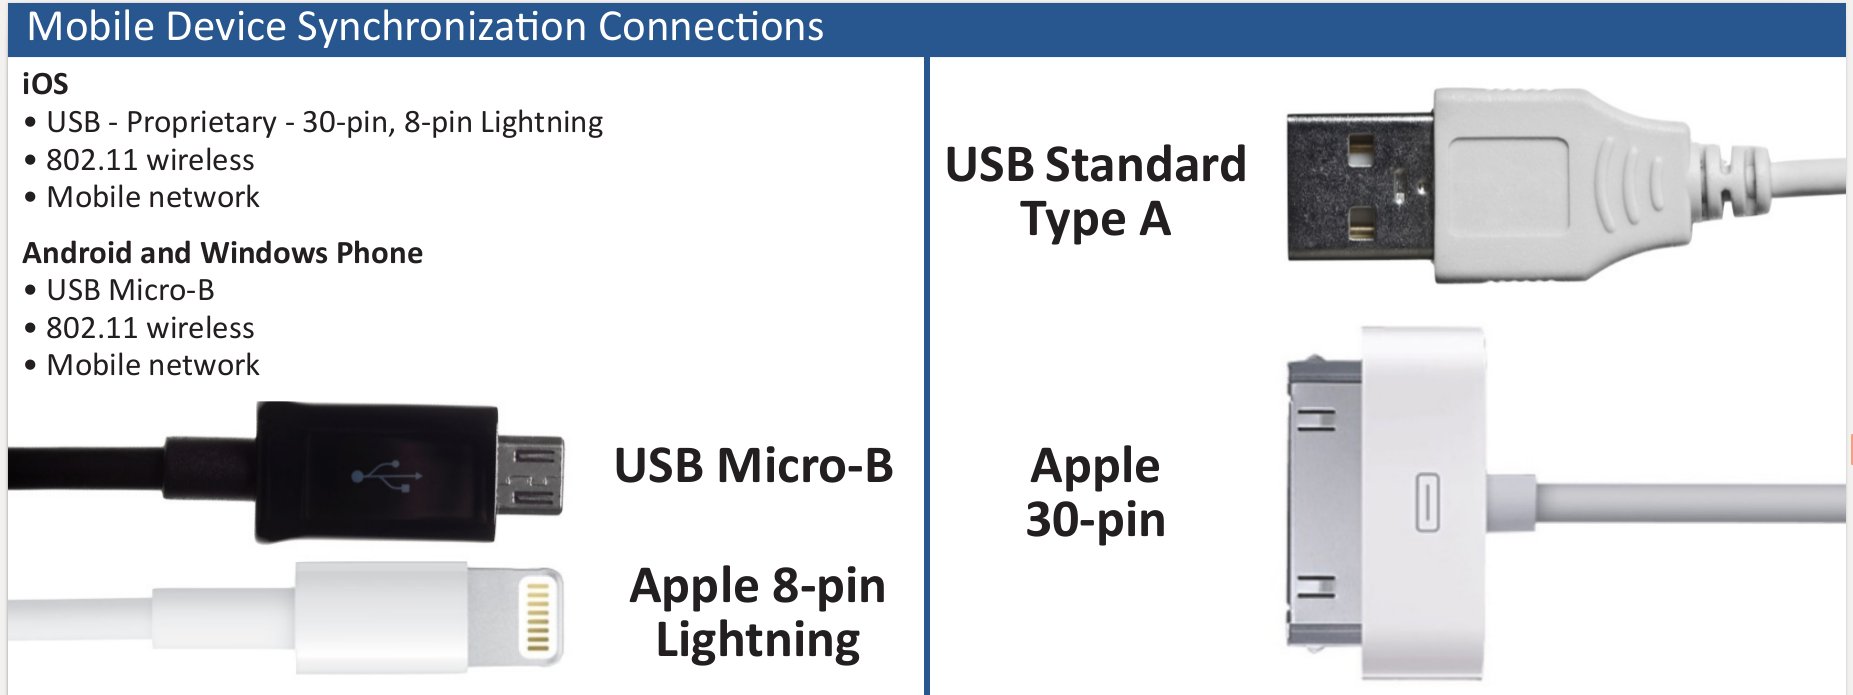 Mobile Device Synchronization Connections
iOS
• USB - Proprietary - 30-pin, 8-pin Lightning
• 802.11 wireless
• Mobile network
Android and Windows Phone
• USB Micro-B
• 802.11 wireless
• Mobile network
USB Micro-B
Apple 8-pin
Lightning
USB Standard
Type A
Apple
30-pin